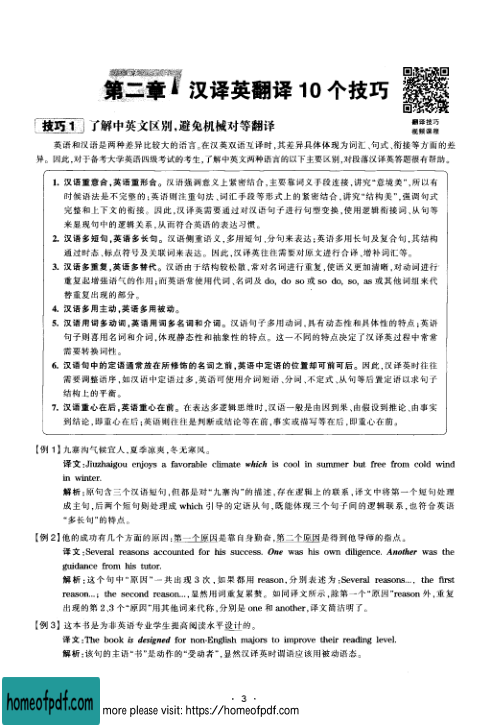 第二章 汉译英翻译 10 个技巧
翻译技巧
视频课程
技巧 1 了解中英文区别,避免机械对等翻译
英语和汉语是两种差异比较大的语言。在汉英双语互译时,其差异具体体现为词汇、句式、衔接等方面的差
异。因此,对于备考大学英语四级考试的考生,了解中英文两种语言的以下主要区别,对段落汉译英答题很有帮助。
1. 汉语重意合,英语重形合。汉语强调意义上紧密结合,主要靠词义手段连接,讲究“意境美”,所以有
时候语法是不完整的;英语则注重句法、词汇手段等形式上的紧密结合,讲究“结构美”,强调句式
完整和上下文的衔接。因此,汉译英需要通过对汉语句子进行句型变换,使用逻辑衔接词、从句等
来显现句中的逻辑关系,从而符合英语的表达习惯。
2. 汉语多短句,英语多长句。汉语侧重语义,多用短句、分句来表达;英语多用长句及复合句,其结构
通过时态、标点符号及关联词来表达。因此,汉译英往往需要对原文进行合译、增补词汇等。
3. 汉语多重复,英语多替代。汉语由于结构较松散,常对名词进行重复,使语义更加清晰,对动词进行
重复起增强语气的作用;而英语常使用代词、名词及 do, do so 或 so do, so, as 或其他词组来代
替重复出现的部分。
4. 汉语多用主动,英语多用被动。
5. 汉语用词多动词,英语用词多名词和介词。汉语句子多用动词,具有动态性和具体性的特点;英语
句子则喜用名词和介词,体现静态性和抽象性的特点。这一不同的特点决定了汉译英过程中常常
需要转换词性。
6. 汉语句中的定语通常放在所修饰的名词之前,英语中定语的位置却可前可后。因此,汉译英时往往
需要调整语序,如汉语中定语过多,英语可使用介词短语、分词、不定式、从句等后置定语以求句子
结构上的平衡。
7. 汉语重心在后,英语重心在前。在表达多逻辑思维时,汉语一般是由因到果、由假设到推论、由事实
到结论,即重心在后;英语则往往是判断或结论等在前,事实或描写等在后,即重心在前。
【例 1】九寨沟气候宜人,夏季凉爽,冬无寒风。
译文:Jiuzhaigou enjoys a favorable climate which is cool in summer but free from cold wind
in winter.
解析:原句含三个汉语短句,但都是对“九寨沟”的描述,存在逻辑上的联系,译文中将第一个短句处理
成主句,后两个短句则处理成 which 引导的定语从句,既能体现三个句子间的逻辑联系,也符合英语
“多长句”的特点。
【例 2】他的成功有几个方面的原因:第一个原因是靠自身勤奋,第二个原因是得到他导师的指点。
译文:Several reasons accounted for his success. One was his own diligence. Another was the
guidance from his tutor.
解析:这个句中“原因”一共出现 3 次,如果都用 reason,分别表述为:Several reasons..., the first
reason...; the second reason...,显然用词重复累赘。如同译文所示,除第一个“原因”reason 外,重复
出现的第 2,3 个“原因”用其他词来代称,分别是 one 和 another,译文简洁明了。
【例 3】这本书是为非英语专业学生提高阅读水平设计的。
译文:The book is designed for non-English majors to improve their reading level.
解析:该句的主语“书”是动作的“受动者”,显然汉译英时谓语应该用被动语态。
· 3 ·
homeofpdf.com
more please visit: https://homeofpdf.com